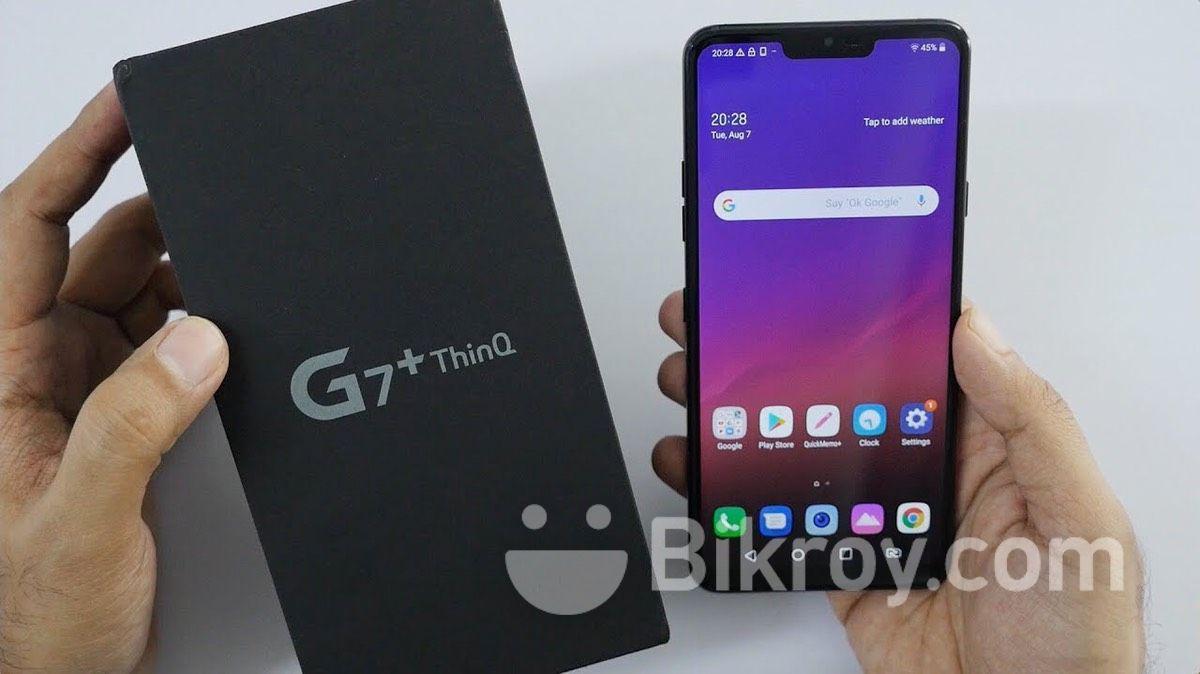 G7+ ThinQ
20:28
45%
20:28
Tue, Aug 7
Tap to add weather
Say "Ok Google"
Google
Play Store
QuickMemo+
Clock
Settings
1
Bikroy.com